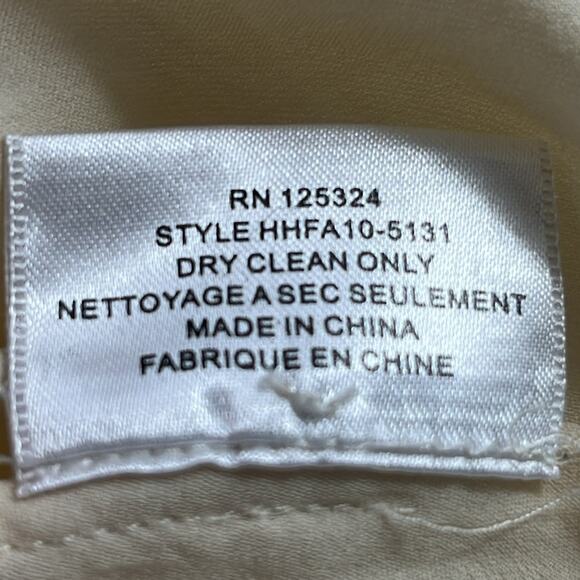 RN 125324
STYLE HHFA10-5131
DRY CLEAN ONLY
NETTOYAGE A SEC SEULEMENT
MADE IN CHINA
FABRIQUE EN CHINE